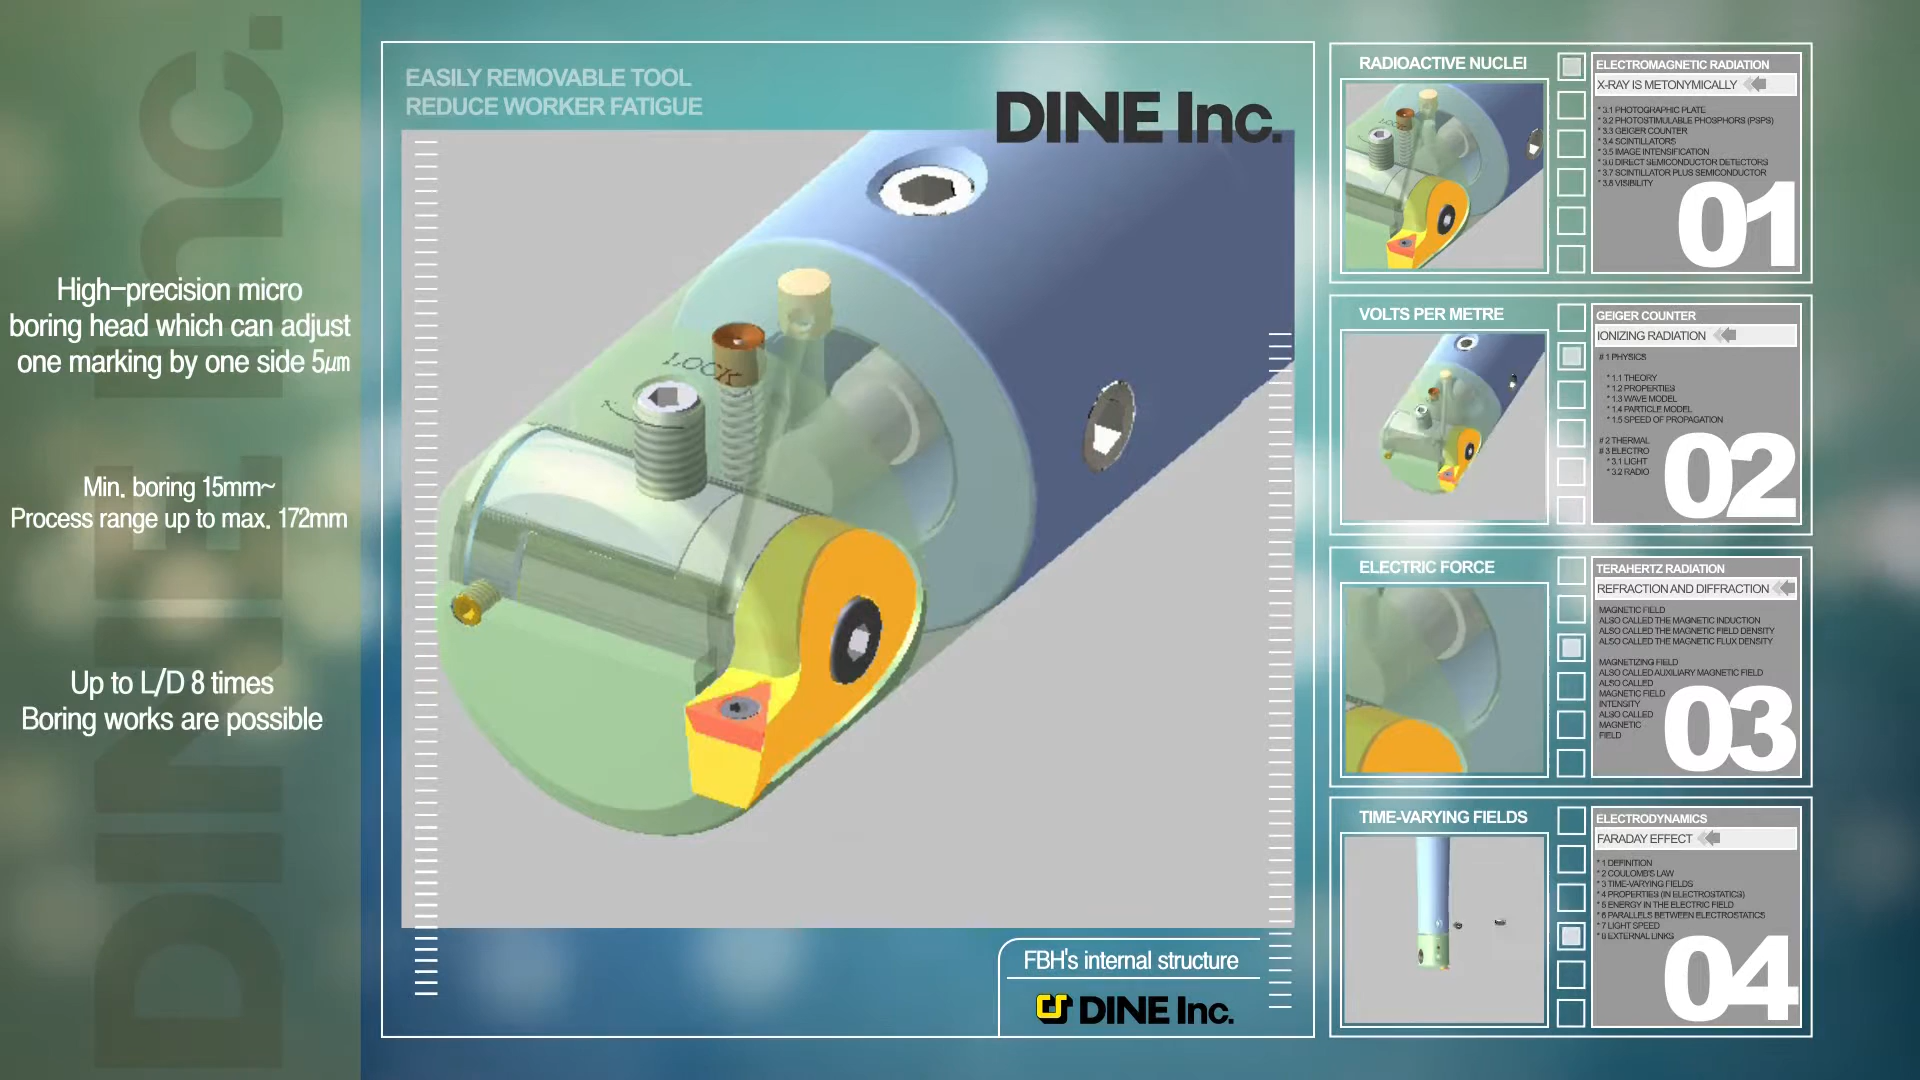 DINE Inc.
High-precision micro
boring head which can adjust
one marking by one side 5㎛
Min. boring 15mm~
Process range up to max. 172mm
Up to L/D 8 times
Boring works are possible
EASILY REMOVABLE TOOL
REDUCE WORKER FATIGUE
DINE Inc.
LOCK
FBH's internal structure
DINE Inc.
RADIOACTIVE NUCLEI
ELECTROMAGNETIC RADIATION
X-RAY IS METONYMICALLY
* 3.1 PHOTOGRAPHIC PLATE
* 3.2 PHOTOSTIMULABLE PHOSPHORS (PSPS)
* 3.3 GEIGER COUNTER
* 3.4 SCINTILLATORS
* 3.5 IMAGE INTENSIFICATION
* 3.6 DIRECT SEMICONDUCTOR DETECTORS
* 3.7 SCINTILLATOR PLUS SEMICONDUCTOR
* 3.8 VISIBILITY
01
VOLTS PER METRE
GEIGER COUNTER
IONIZING RADIATION
# 1 PHYSICS
* 1.1 THEORY
* 1.2 PROPERTIES
* 1.3 WAVE MODEL
* 1.4 PARTICLE MODEL
* 1.5 SPEED OF PROPAGATION
# 2 THERMAL
# 3 ELECTRO
* 3.1 LIGHT
* 3.2 RADIO
02
ELECTRIC FORCE
TERAHERTZ RADIATION
REFRACTION AND DIFFRACTION
MAGNETIC FIELD
ALSO CALLED THE MAGNETIC INDUCTION
ALSO CALLED THE MAGNETIC FIELD DENSITY
ALSO CALLED THE MAGNETIC FLUX DENSITY
MAGNETIZING FIELD
ALSO CALLED AUXILIARY MAGNETIC FIELD
ALSO CALLED
MAGNETIC FIELD
INTENSITY
ALSO CALLED
MAGNETIC
FIELD
03
TIME-VARYING FIELDS
ELECTRODYNAMICS
FARADAY EFFECT
* 1 DEFINITION
* 2 COULOMB'S LAW
* 3 TIME-VARYING FIELDS
* 4 PROPERTIES (IN ELECTROSTATICS)
* 5 ENERGY IN THE ELECTRIC FIELD
* 6 PARALLELS BETWEEN ELECTROSTATICS
* 7 LIGHT SPEED
* 8 EXTERNAL LINKS
04